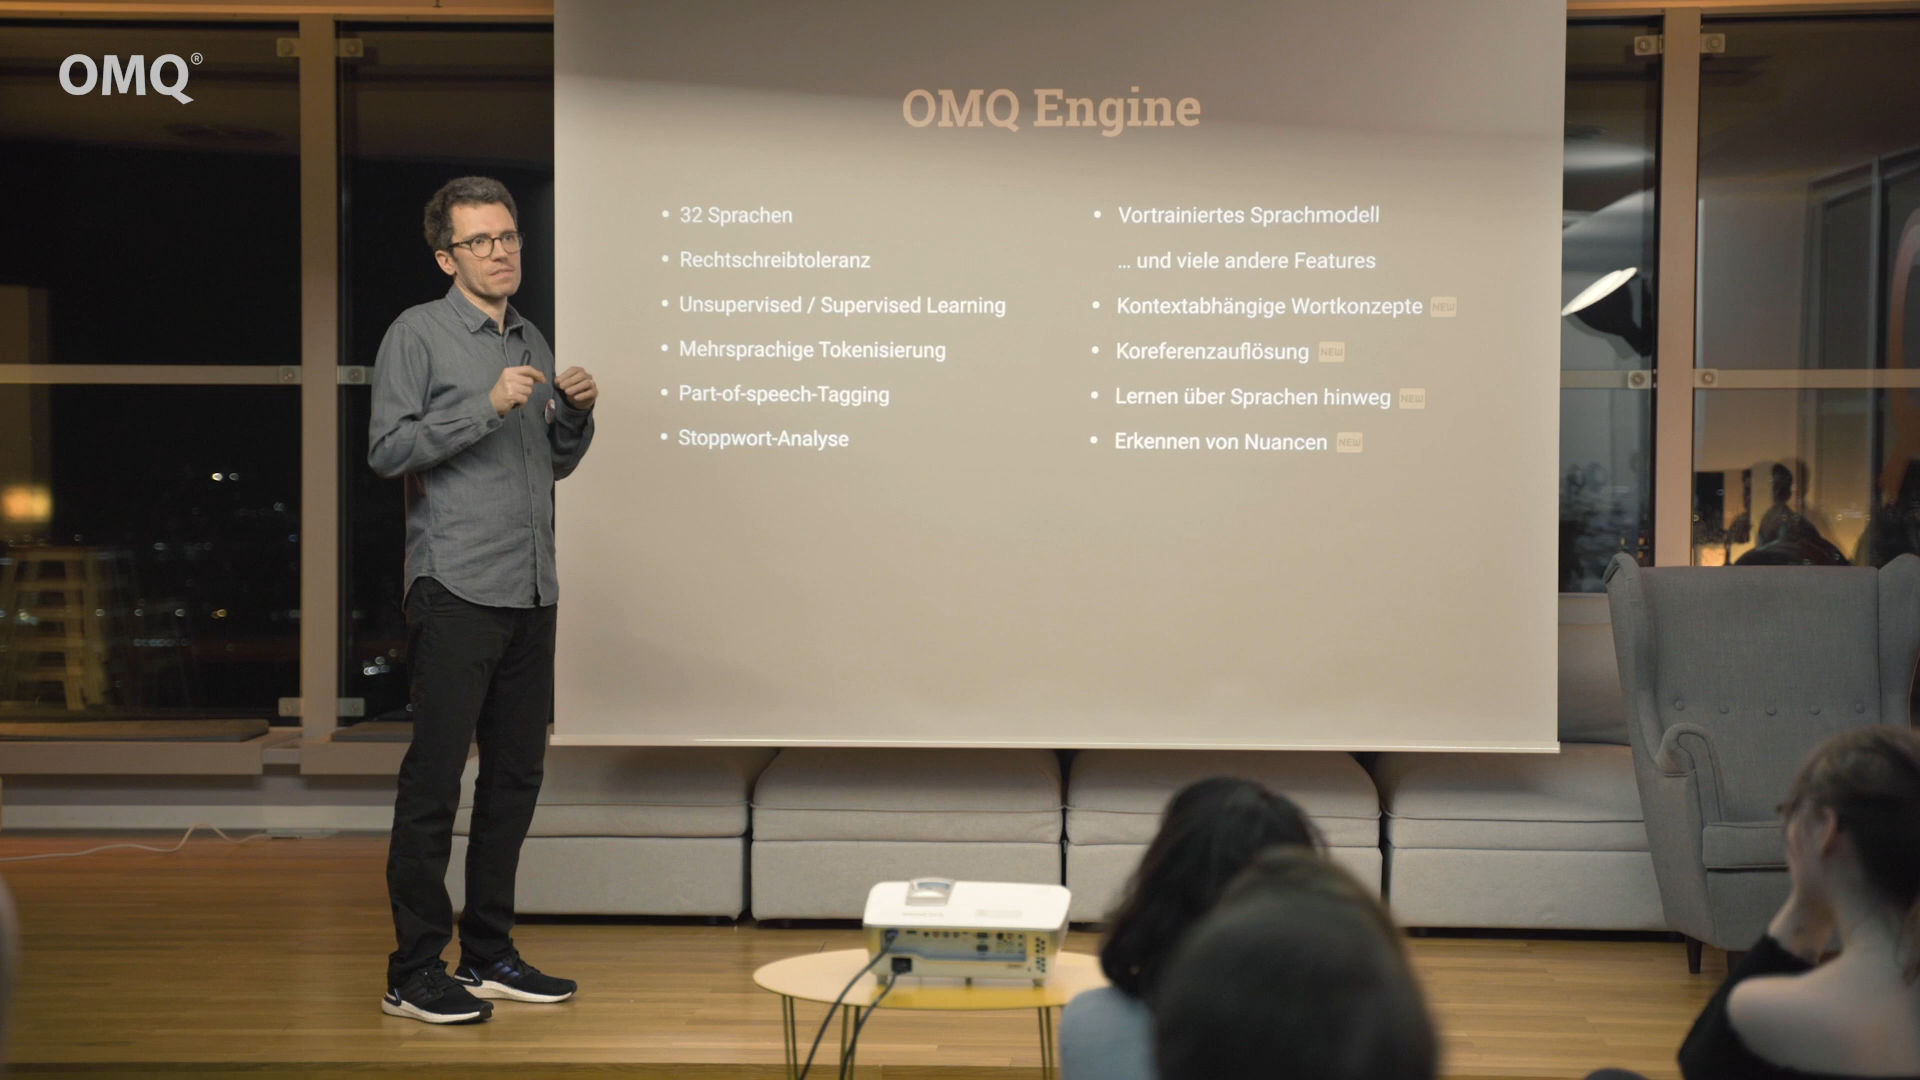 OMQ®
OMQ Engine
• 32 Sprachen
• Rechtschreibtoleranz
• Unsupervised / Supervised Learning
• Mehrsprachige Tokenisierung
• Part-of-speech-Tagging
• Stoppwort-Analyse
• Vortrainiertes Sprachmodell
... und viele andere Features
• Kontextabhängige Wortkonzepte NEW
• Koreferenzauflösung NEW
• Lernen über Sprachen hinweg NEW
• Erkennen von Nuancen NEW